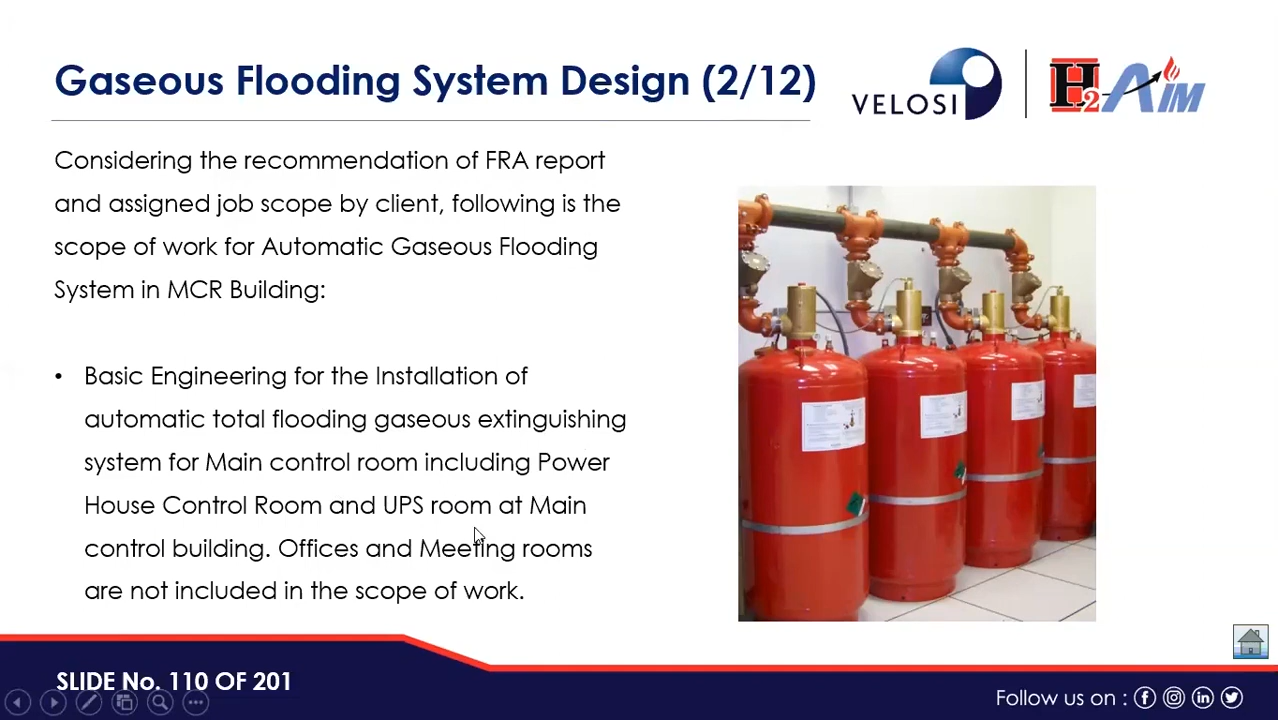 Gaseous Flooding System Design (2/12)
VELOSI
H2AIM
Considering the recommendation of FRA report
and assigned job scope by client, following is the
scope of work for Automatic Gaseous Flooding
System in MCR Building:
• Basic Engineering for the Installation of
automatic total flooding gaseous extinguishing
system for Main control room including Power
House Control Room and UPS room at Main
control building. Offices and Meeting rooms
are not included in the scope of work.
SLIDE No. 110 OF 201
Follow us on :